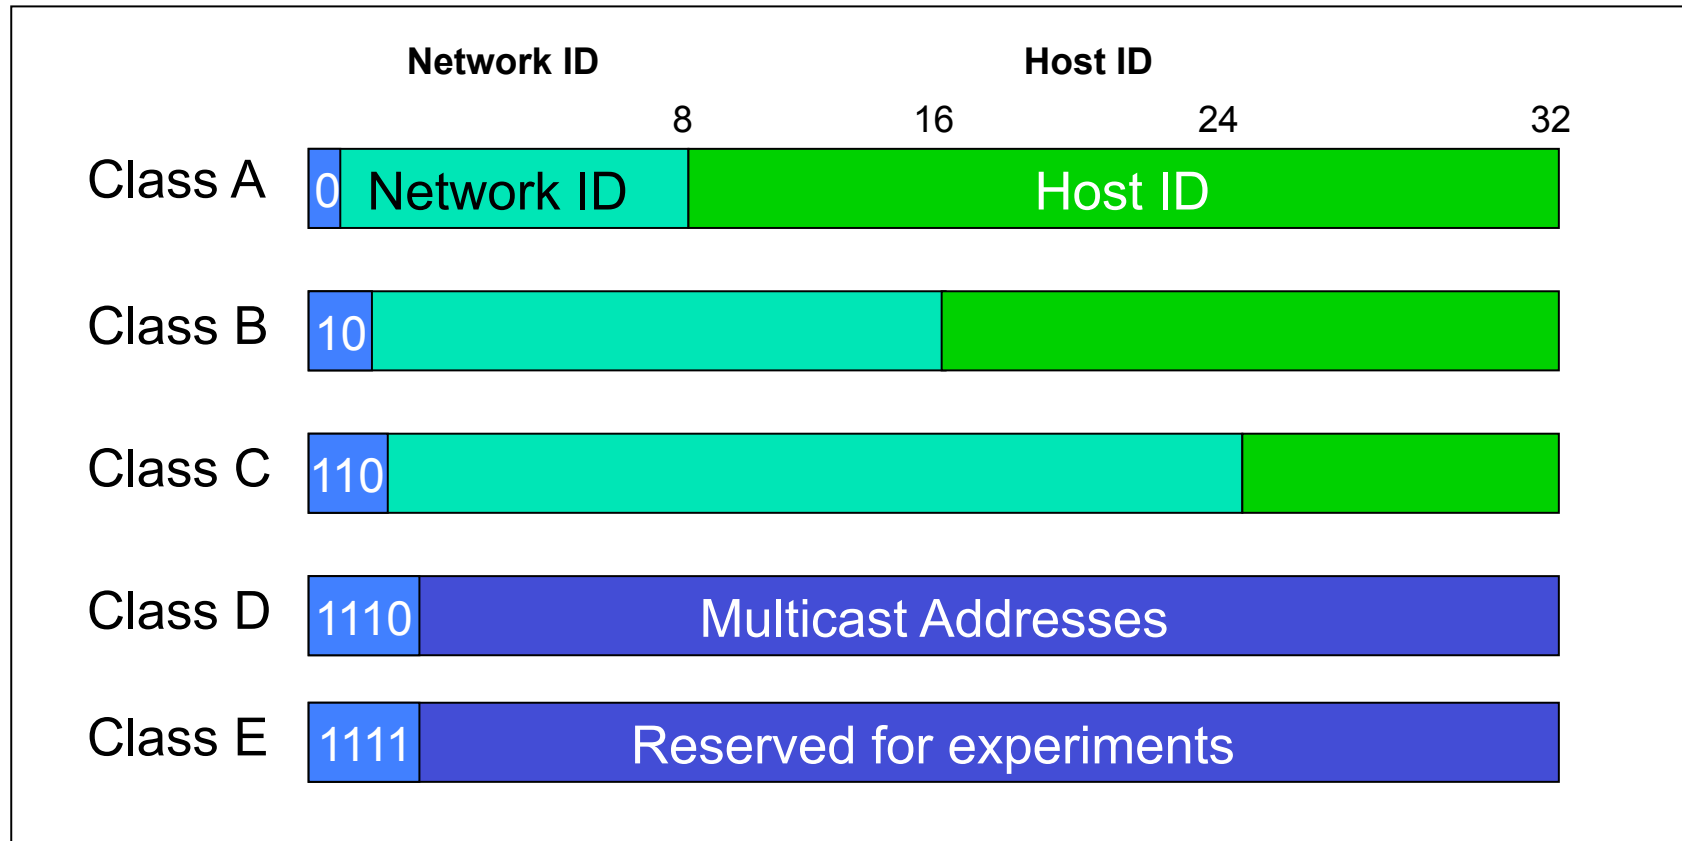 Network ID Host ID
8 16 24 32
Class A 0 Network ID Host ID
Class B 10
Class C 110
Class D 1110 Multicast Addresses
Class E 1111 Reserved for experiments